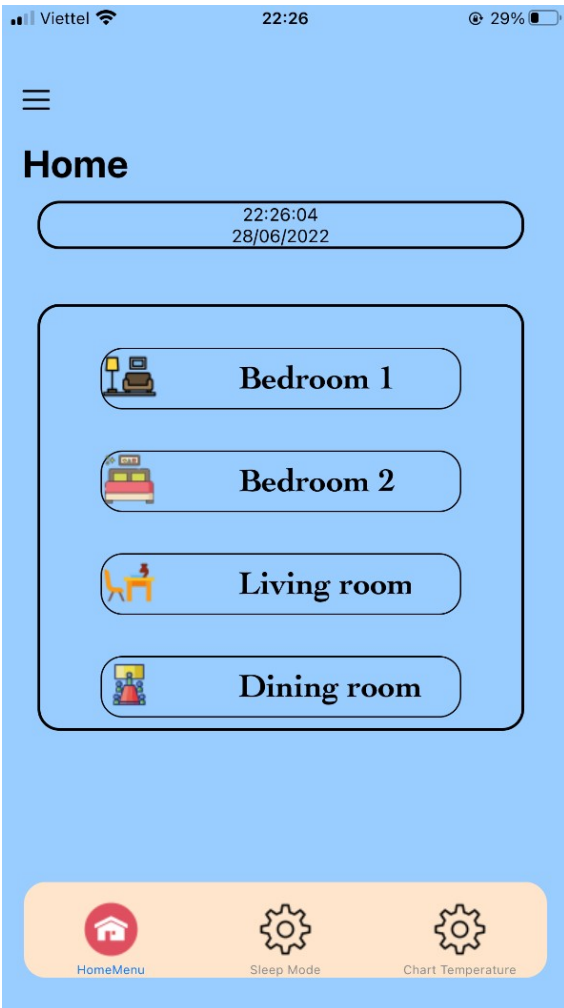 Viettel 22:26 29%
Home
22:26:04
28/06/2022
Bedroom 1
Bedroom 2
Living room
Dining room
HomeMenu Sleep Mode Chart Temperature